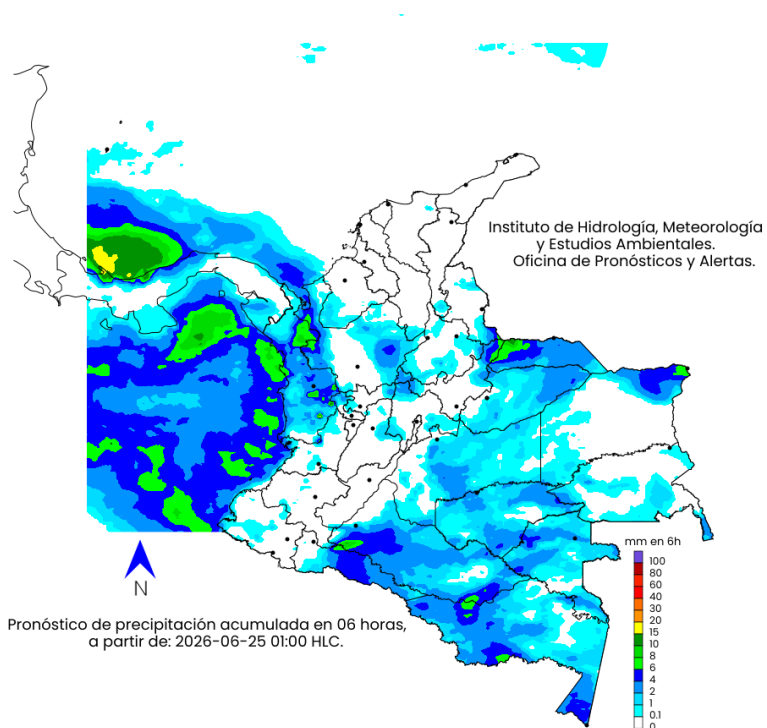 Instituto de Hidrología, Meteorología
y Estudios Ambientales.
Oficina de Pronósticos y Alertas.
N
Pronóstico de precipitación acumulada en 06 horas,
a partir de: 2026-06-25 01:00 HLC.
mm en 6h
100
80
60
40
30
20
15
10
8
6
4
2
1
0.1
0